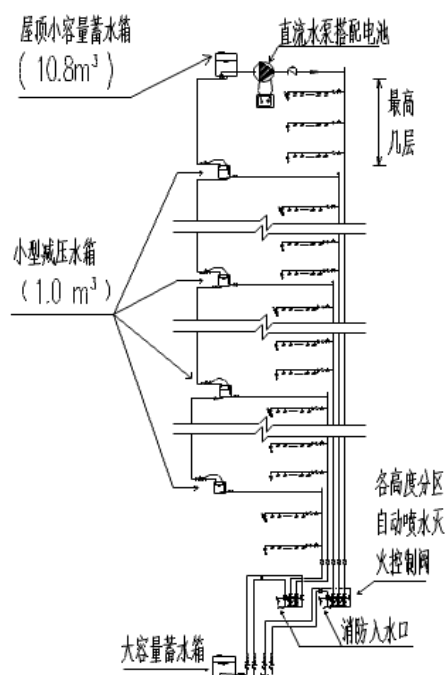 屋顶小容量蓄水箱
(10.8m³)
直流水泵搭配电池
最高
几层
小型减压水箱
(1.0 m³)
各高度分区
自动喷水灭
火控制阀
消防入水口
大容量蓄水箱